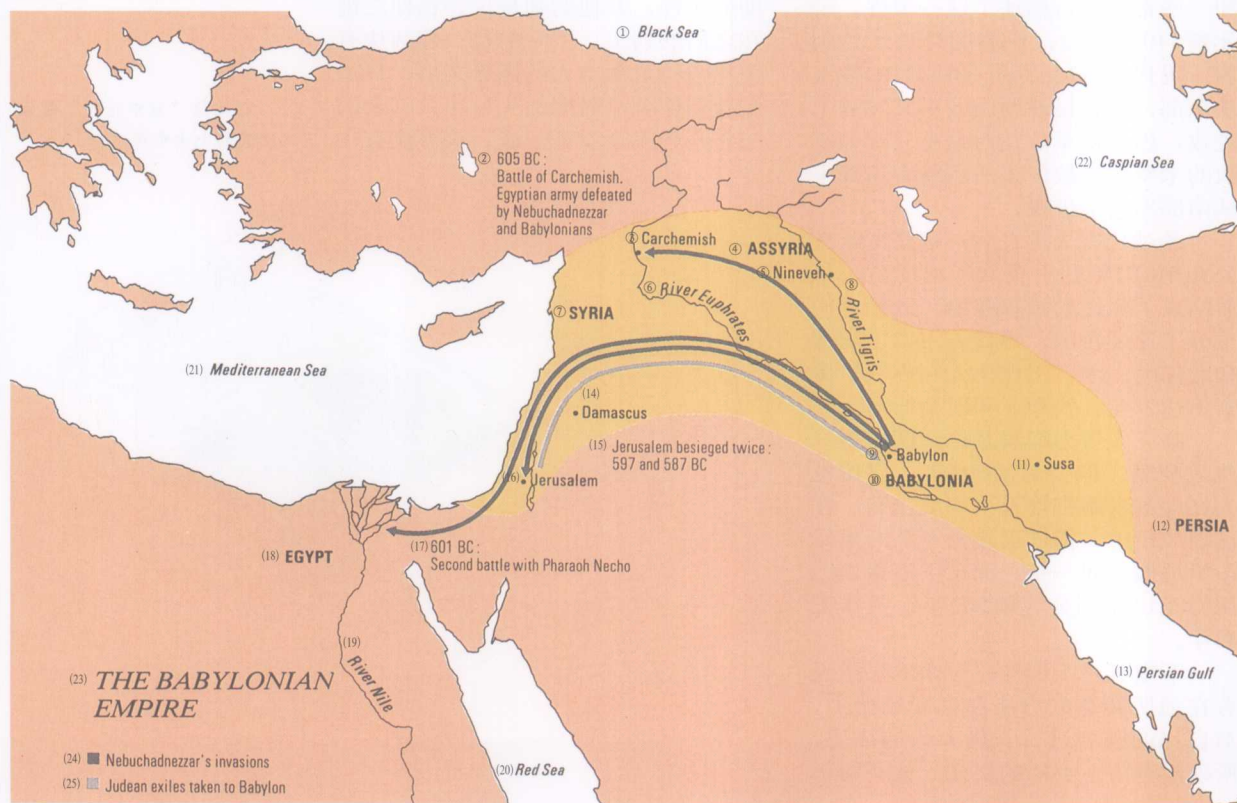 ① Black Sea
② 605 BC :
Battle of Carchemish.
Egyptian army defeated
by Nebuchadnezzar
and Babylonians
(22) Caspian Sea
③ Carchemish
④ ASSYRIA
⑤ Nineveh
⑥ River Euphrates
⑧ River Tigris
⑦ SYRIA
(21) Mediterranean Sea
(14)
Damascus
(15) Jerusalem besieged twice :
597 and 587 BC
⑨ Babylon
⑩ BABYLONIA
(11) Susa
(12) PERSIA
(16) Jerusalem
(17) 601 BC :
Second battle with Pharaoh Necho
(18) EGYPT
(19) River Nile
(13) Persian Gulf
(20) Red Sea
(23) THE BABYLONIAN
EMPIRE
(24) Nebuchadnezzar's invasions
(25) Judean exiles taken to Babylon